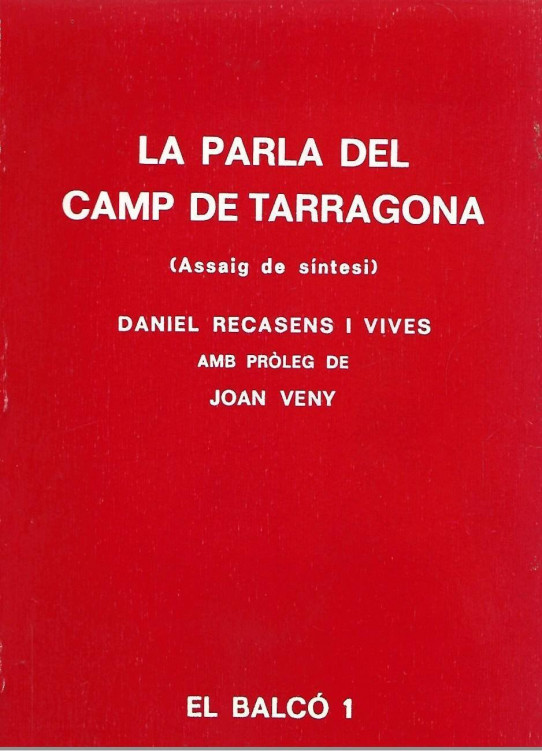 LA PARLA DEL
CAMP DE TARRAGONA
(Assaig de síntesi)
DANIEL RECASENS I VIVES
AMB PRÒLEG DE
JOAN VENY
EL BALCÓ 1